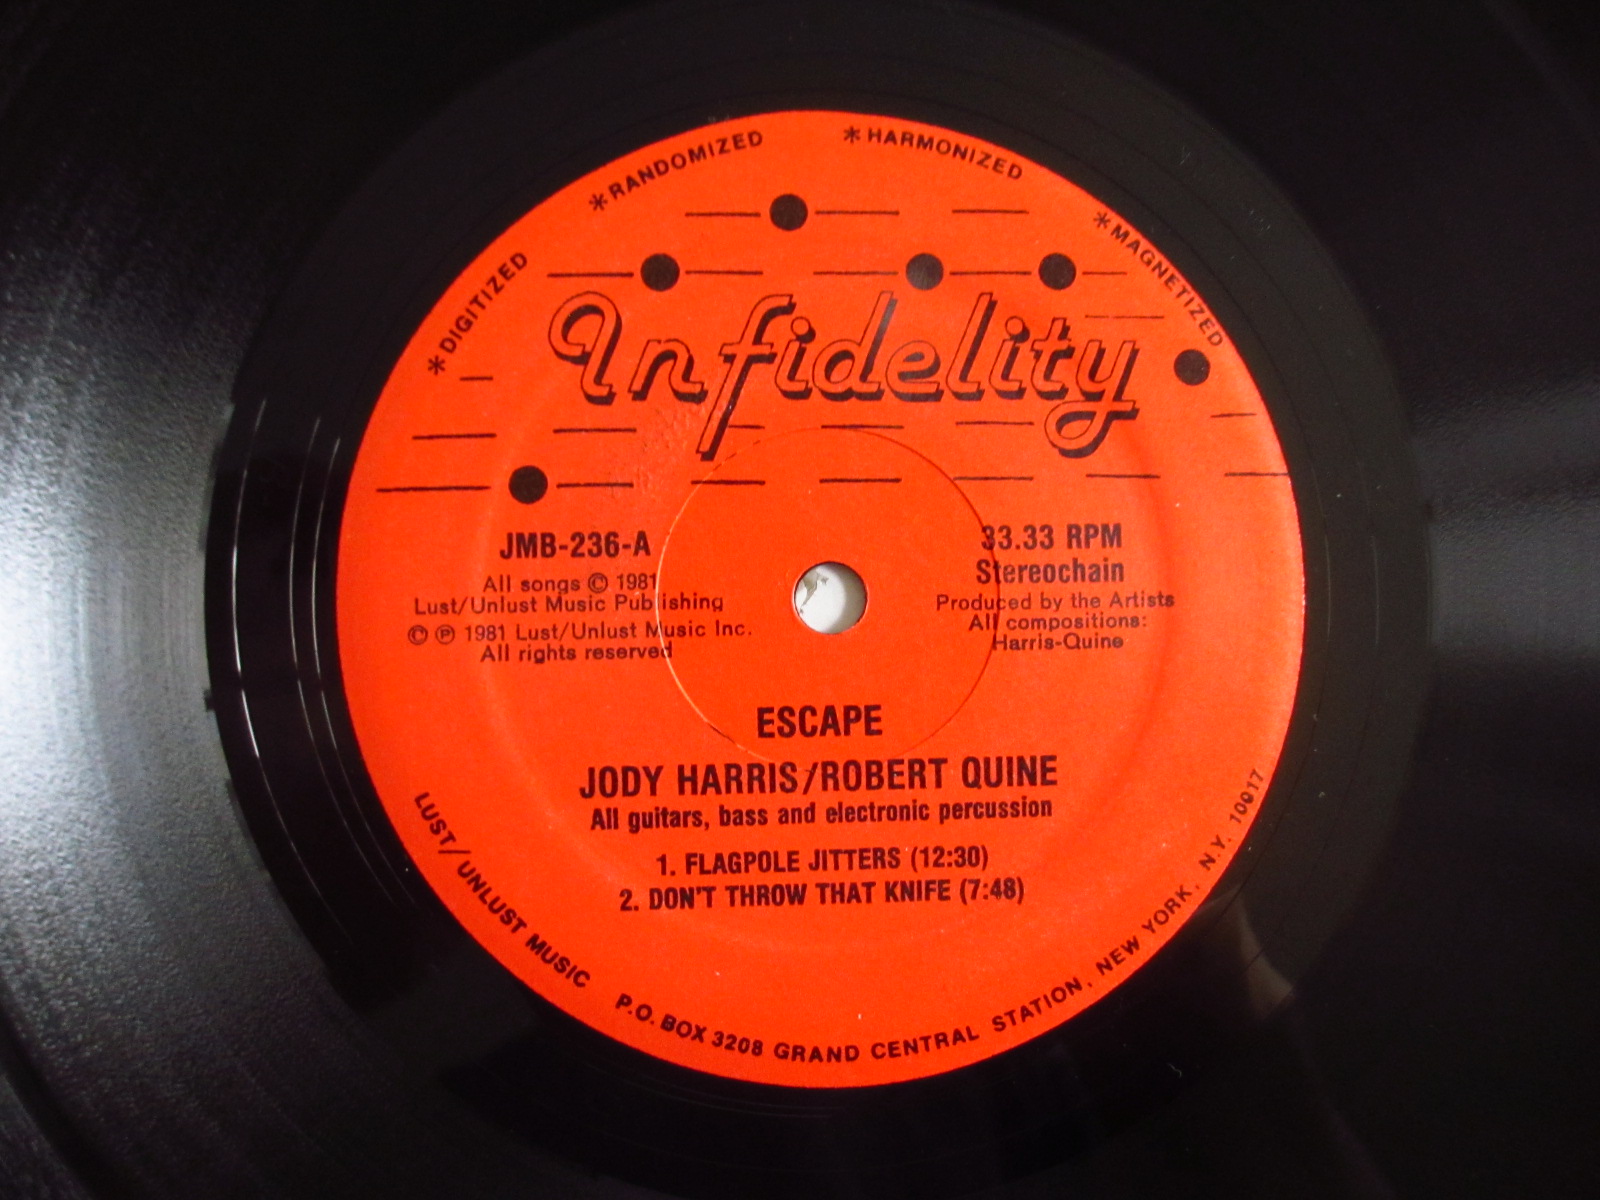 *DIGITIZED
*RANDOMIZED
*HARMONIZED
*MAGNETIZED
Infidelity
JMB-236-A
All songs © 1981
Lust/Unlust Music Publishing
© ℗ 1981 Lust/Unlust Music Inc.
All rights reserved
33.33 RPM
Stereochain
Produced by the Artists
All compositions:
Harris-Quine
ESCAPE
JODY HARRIS/ROBERT QUINE
All guitars, bass and electronic percussion
1. FLAGPOLE JITTERS (12:30)
2. DON'T THROW THAT KNIFE (7:48)
LUST/UNLUST MUSIC P.O. BOX 3208 GRAND CENTRAL STATION, NEW YORK, N.Y. 10017